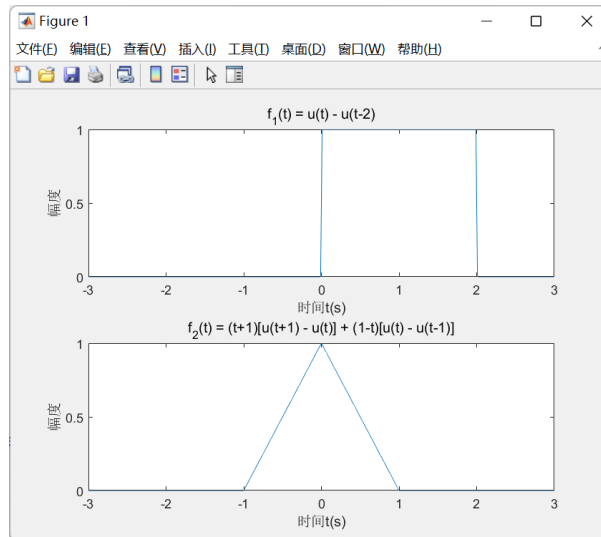 Figure 1
文件(F) 编辑(E) 查看(V) 插入(I) 工具(T) 桌面(D) 窗口(W) 帮助(H)
f1(t) = u(t) - u(t-2)
1
0.5
0
幅度
-3 -2 -1 0 1 2 3
时间t(s)
f2(t) = (t+1)[u(t+1) - u(t)] + (1-t)[u(t) - u(t-1)]
1
0.5
0
幅度
-3 -2 -1 0 1 2 3
时间t(s)